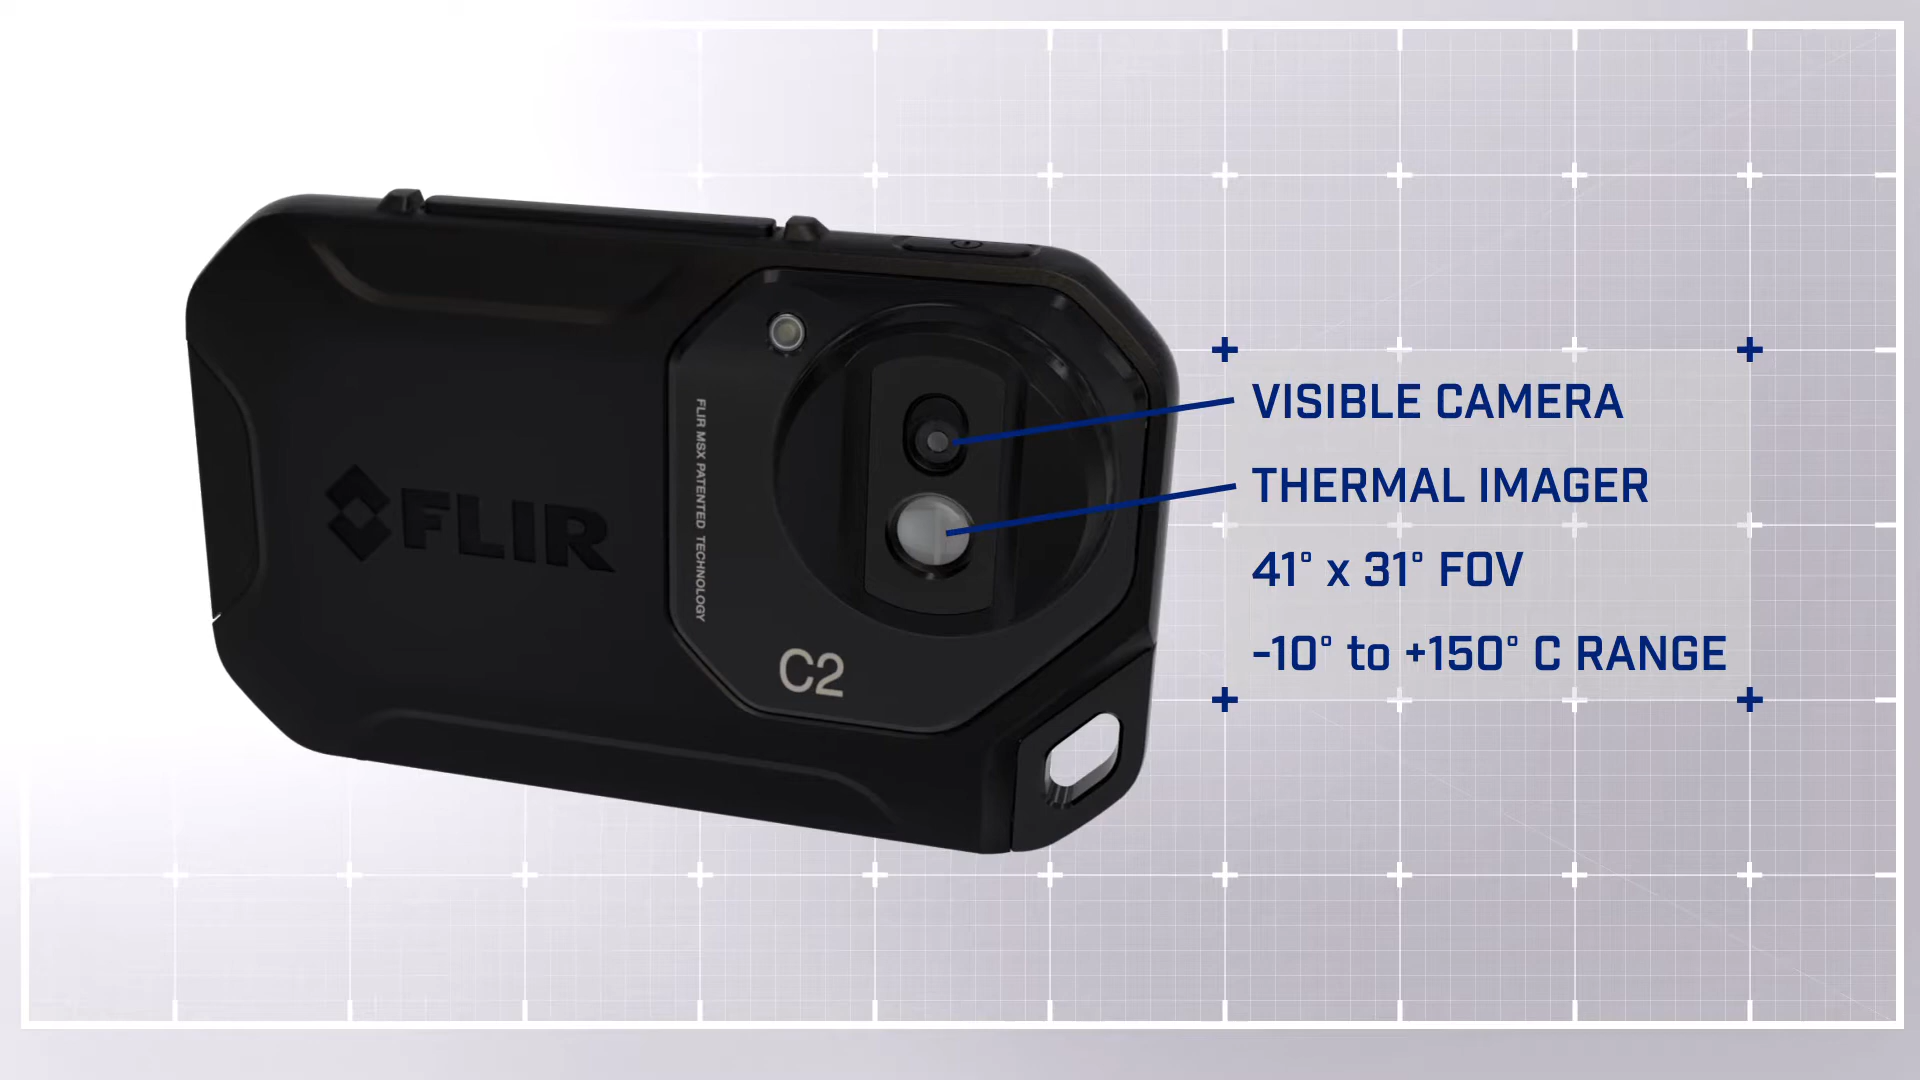 FLIR
FLIR MSX PATENTED TECHNOLOGY
C2
VISIBLE CAMERA
THERMAL IMAGER
41° x 31° FOV
-10° to +150° C RANGE